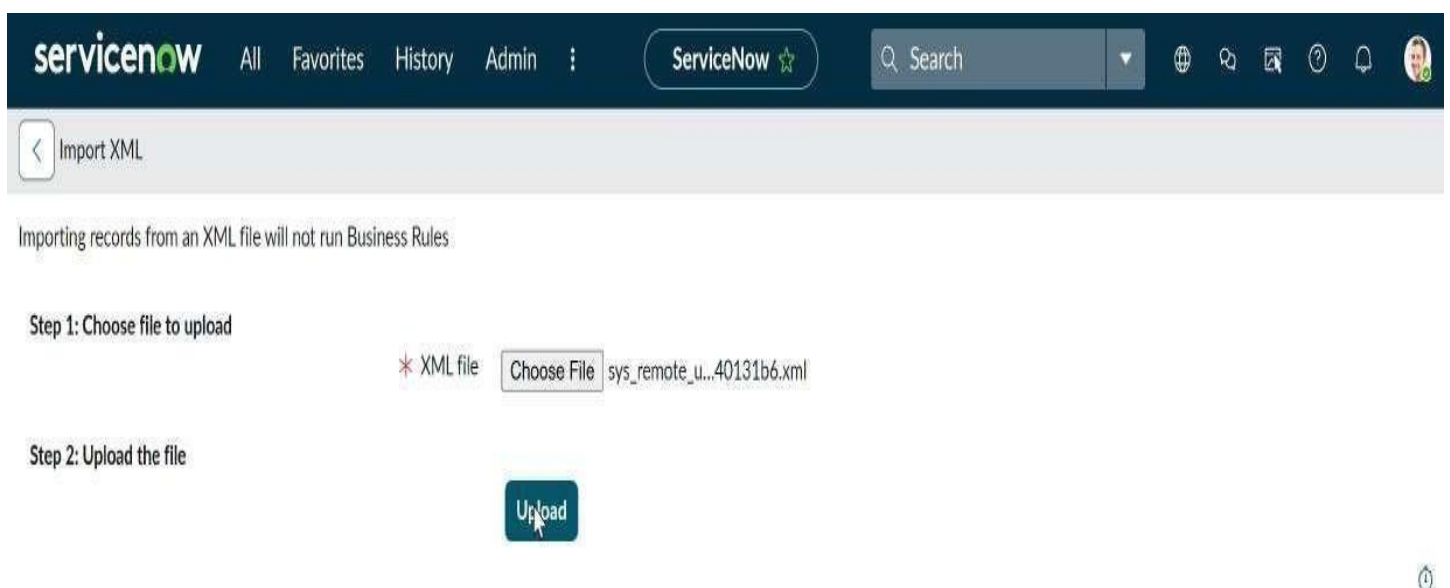 servicenow All Favorites History Admin ServiceNow Search
Import XML
Importing records from an XML file will not run Business Rules
Step 1: Choose file to upload
* XML file Choose File sys_remote_u...40131b6.xml
Step 2: Upload the file
Upload